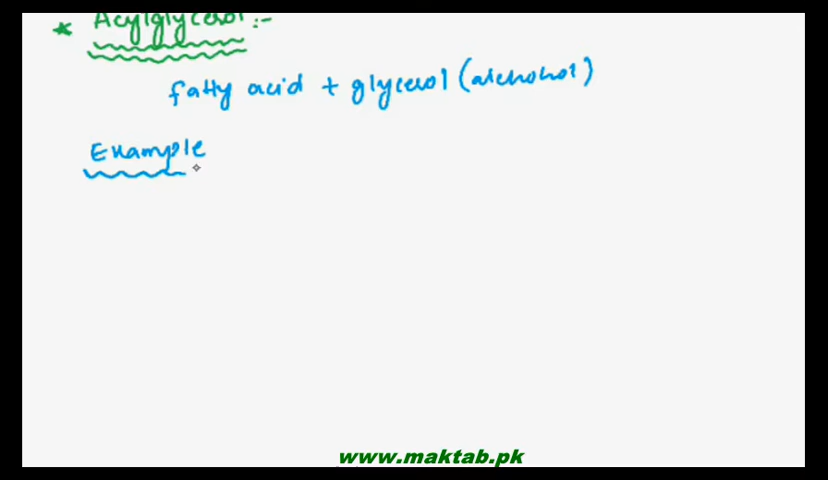 * Acylglycerol :-
fatty acid + glycerol (alchohol)
Example
www.maktab.pk